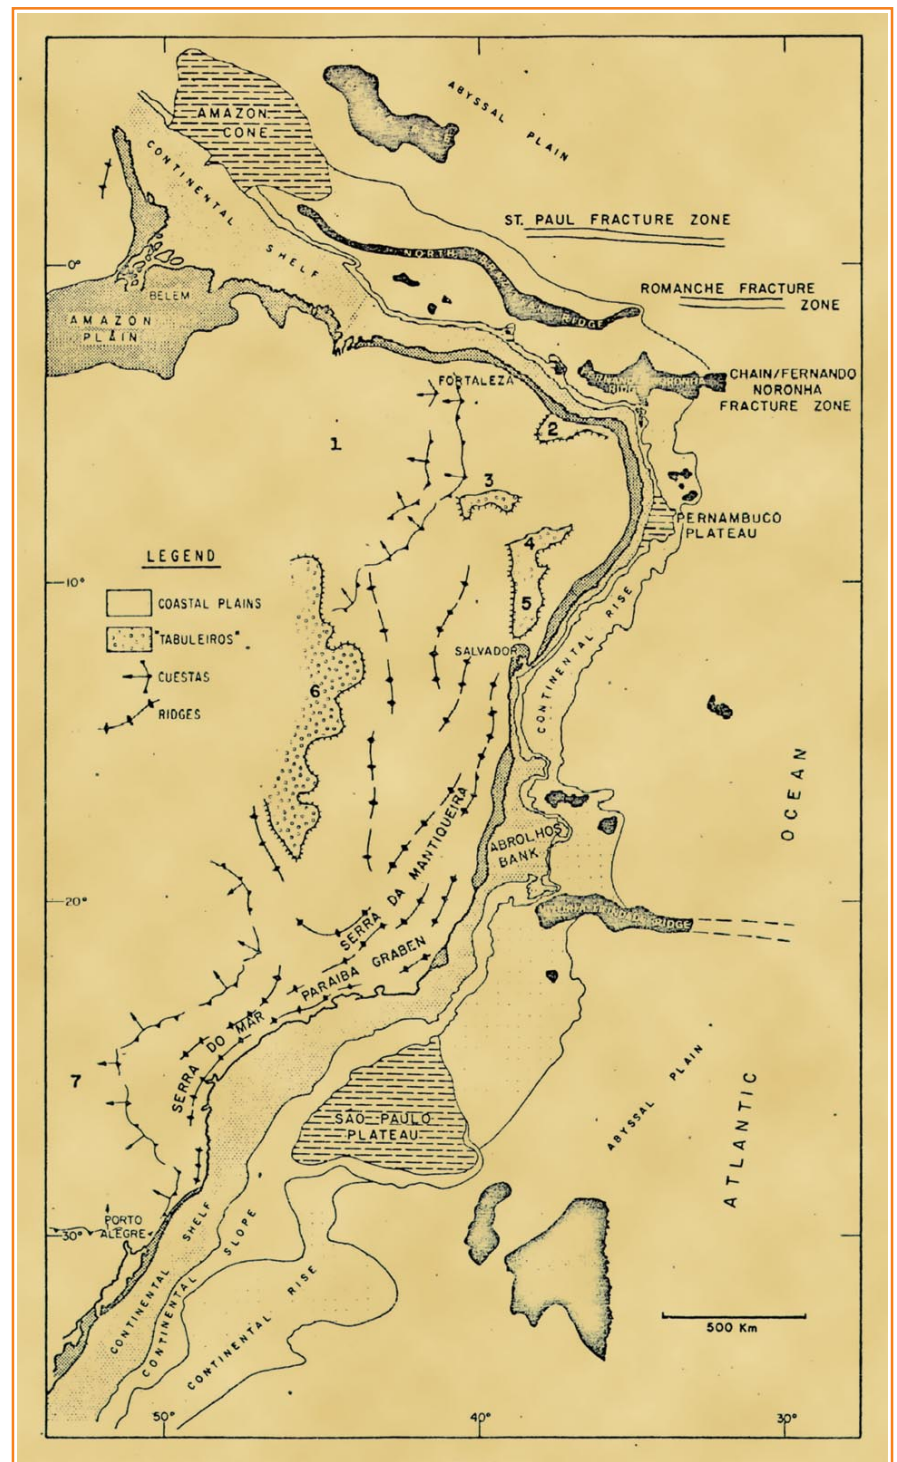 ABYSSAL PLAIN
AMAZON
CONE
CONTINENTAL SHELF
ST. PAUL FRACTURE ZONE
NORTH
RIDGE
0°
ROMANCHE FRACTURE
ZONE
BELEM
AMAZON
PLAIN
FORTALEZA
CHAIN/FERNANDO
NORONHA
FRACTURE ZONE
1
2
3
4
5
PERNAMBUCO
PLATEAU
LEGEND
COASTAL PLAINS
"TABULEIROS"
CUESTAS
RIDGES
10°
CONTINENTAL RISE
SALVADOR
6
OCEAN
SERRA DA MANTIQUEIRA
ABROLHOS
BANK
20°
RIDGE
PARAIBA GRABEN
SERRA DO MAR
7
ABYSSAL PLAIN
ATLANTIC
SÃO PAULO
PLATEAU
PORTO
ALEGRE
30°
CONTINENTAL SHELF
CONTINENTAL SLOPE
CONTINENTAL RISE
500 Km
50°
40°
30°